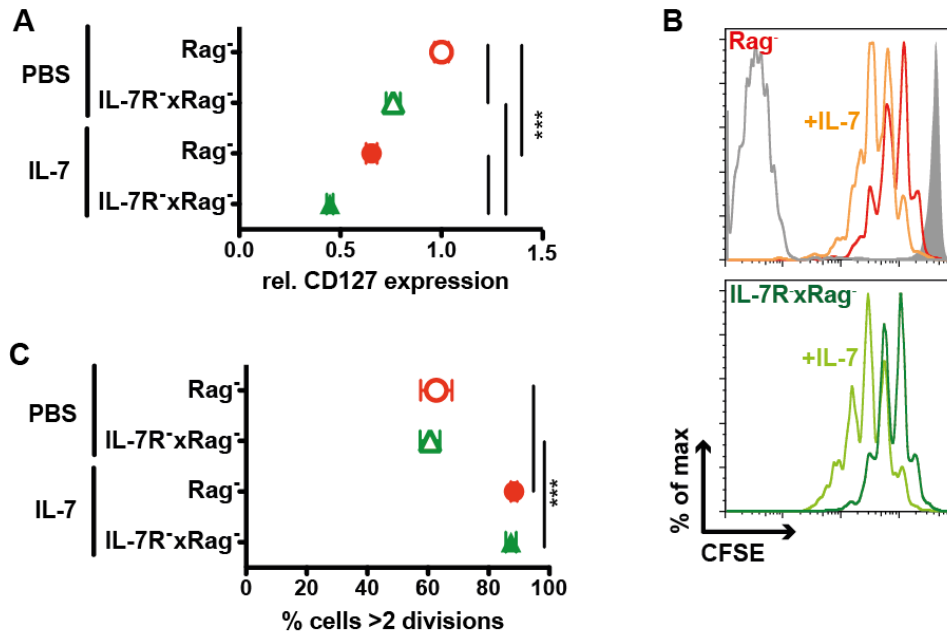 A
PBS
Rag⁻
IL-7R⁻xRag⁻
IL-7
Rag⁻
IL-7R⁻xRag⁻
***
0.0 0.5 1.0 1.5
rel. CD127 expression
B
Rag⁻
+IL-7
IL-7R⁻xRag⁻
+IL-7
% of max
CFSE
C
PBS
Rag⁻
IL-7R⁻xRag⁻
IL-7
Rag⁻
IL-7R⁻xRag⁻
***
0 20 40 60 80 100
% cells >2 divisions